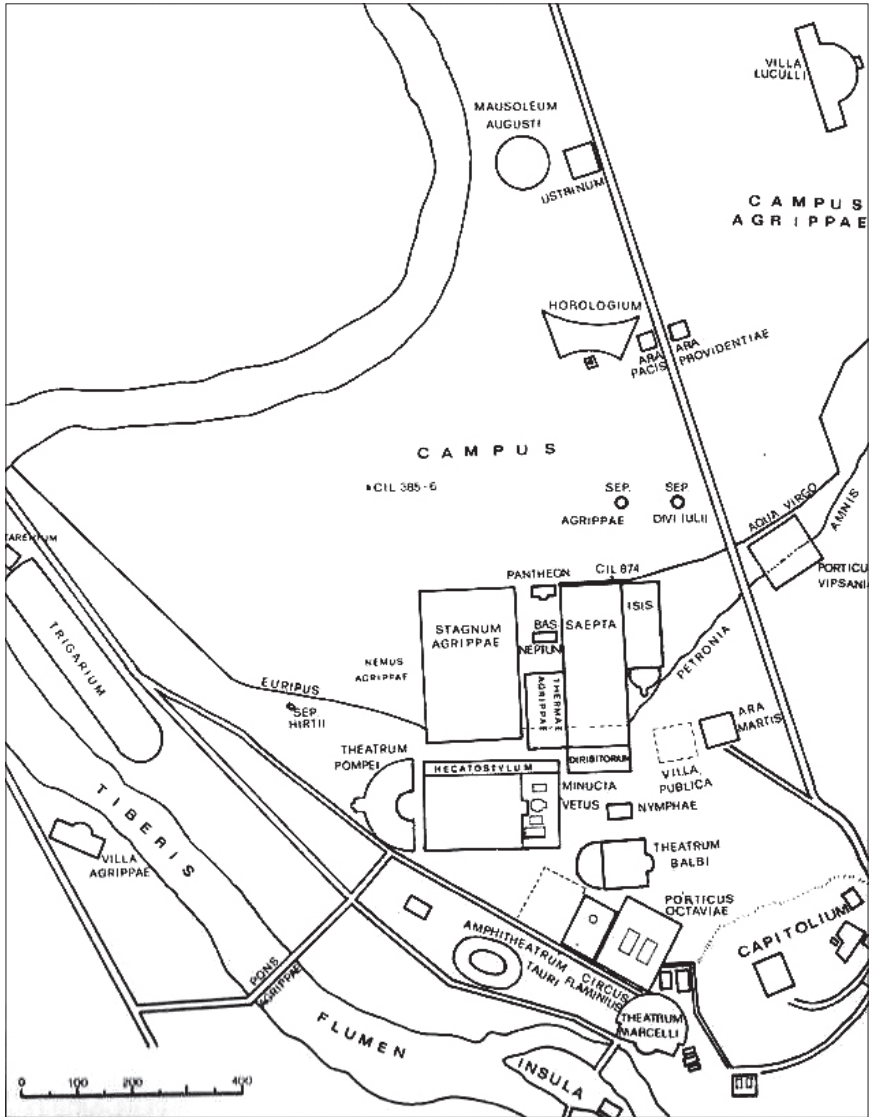 VILLA
LUCULLI
MAUSOLEUM
AUGUSTI
USTRINUM
CAMPUS
AGRIPPAE
HOROLOGIUM
ARA
PACIS
ARA
PROVIDENTIAE
CAMPUS
CIL 385-6
SEP.
AGRIPPAE
SEP.
DIVI IULII
AQUA VIRGO
AMNIS
PORTICUS
VIPSANIA
TARENTUM
PANTHEON
CIL 874
ISIS
STAGNUM
AGRIPPAE
BAS
NEPTUNI
SAEPTA
TRIGARIUM
NEMUS
AGRIPPAE
PETRONIA
EURIPUS
SEP
HIRTII
THERMAE
AGRIPPAE
ARA
MARTIS
THEATRUM
POMPEI
HECATOSTYLUM
DIRIBITORIUM
VILLA
PUBLICA
MINUCIA
VETUS
NYMPHAE
TIBERIS
VILLA
AGRIPPAE
THEATRUM
BALBI
PORTICUS
OCTAVIAE
CAPITOLIUM
AMPHITHEATRUM
TAURI
CIRCUS
FLAMINIUS
PONS
AGRIPPAE
THEATRUM
MARCELLI
FLUMEN
INSULA
0 100 200 400